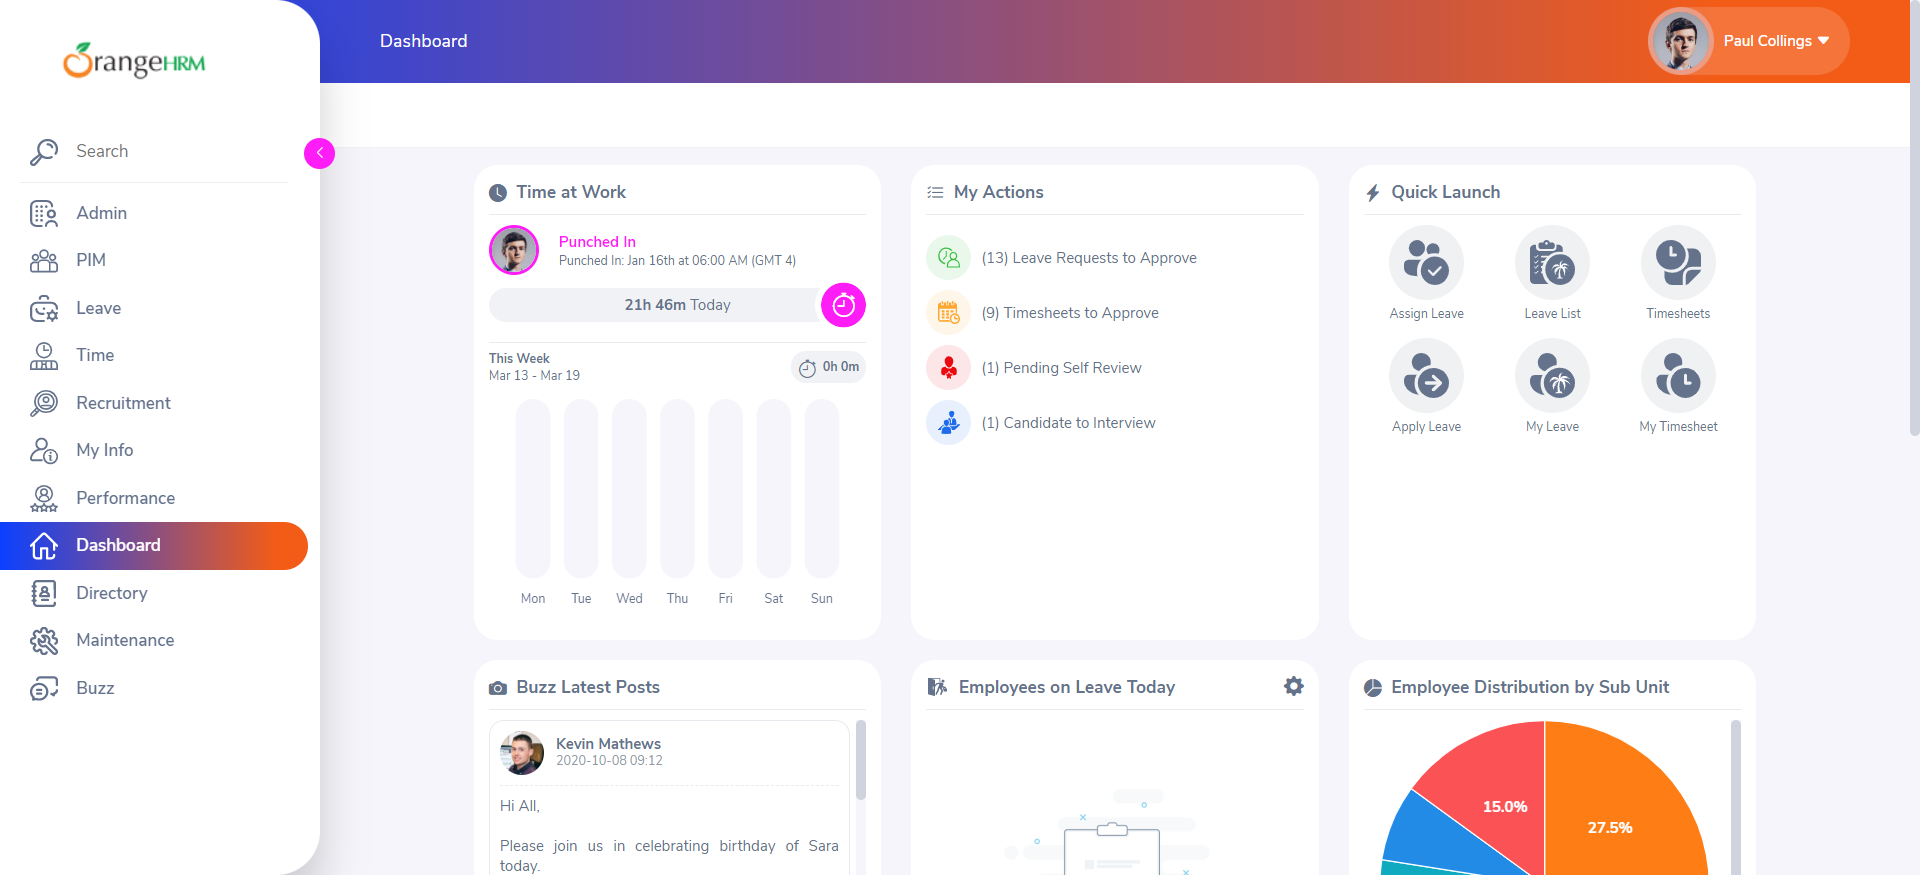 OrangeHRM
Search
Admin
PIM
Leave
Time
Recruitment
My Info
Performance
Dashboard
Directory
Maintenance
Buzz
Dashboard
Paul Collings
Time at Work
Punched In
Punched In: Jan 16th at 06:00 AM (GMT 4)
21h 46m Today
This Week
Mar 13 - Mar 19
0h 0m
Mon Tue Wed Thu Fri Sat Sun
My Actions
(13) Leave Requests to Approve
(9) Timesheets to Approve
(1) Pending Self Review
(1) Candidate to Interview
Quick Launch
Assign Leave
Leave List
Timesheets
Apply Leave
My Leave
My Timesheet
Buzz Latest Posts
Kevin Mathews
2020-10-08 09:12
Hi All,
Please join us in celebrating birthday of Sara
today.
Employees on Leave Today
Employee Distribution by Sub Unit
15.0%
27.5%